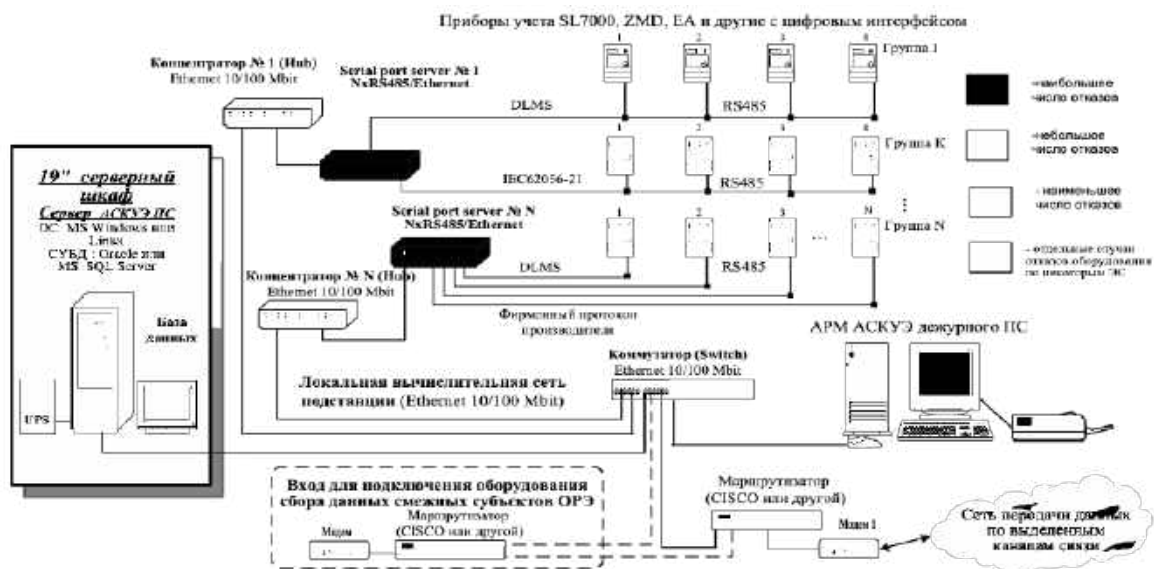 Приборы учета SL7000, ZMD, EA и другие с цифровым интерфейсом
1 2 3 8
Группа 1
Концентратор № 1 (Hub)
Ethernet 10/100 Mbit
Serial port server № 1
NxRS485/Ethernet
DLMS
RS485
-наибольшее
число отказов
1 2 3 8
Группа К
-небольшое
число отказов
IEC62056-21
RS485
19" серверный
шкаф
Сервер АСКУЭ ПС
ОС MS Windows или
Linux
СУБД : Oracle или
MS SQL Server
- наименьшее
число отказов
Serial port server № N
NxRS485/Ethernet
1 2 3 ... N
Группа N
DLMS
RS485
- отдельные случаи
отказов оборудования
по некоторым ПС
Концентратор № N (Hub)
Ethernet 10/100 Mbit
Фирменный протокол
производителя
База
данных
UPS
АРМ АСКУЭ дежурного ПС
Коммутатор (Switch)
Ethernet 10/100 Mbit
Локальная вычислительная сеть
подстанции (Ethernet 10/100 Mbit)
Вход для подключения оборудования
сбора данных смежных субъектов ОРЭ
Модем
Маршрутизатор
(CISCO или другой)
Маршрутизатор
(CISCO или другой)
Модем 1
Сеть передачи данных
по выделенным
каналам связи